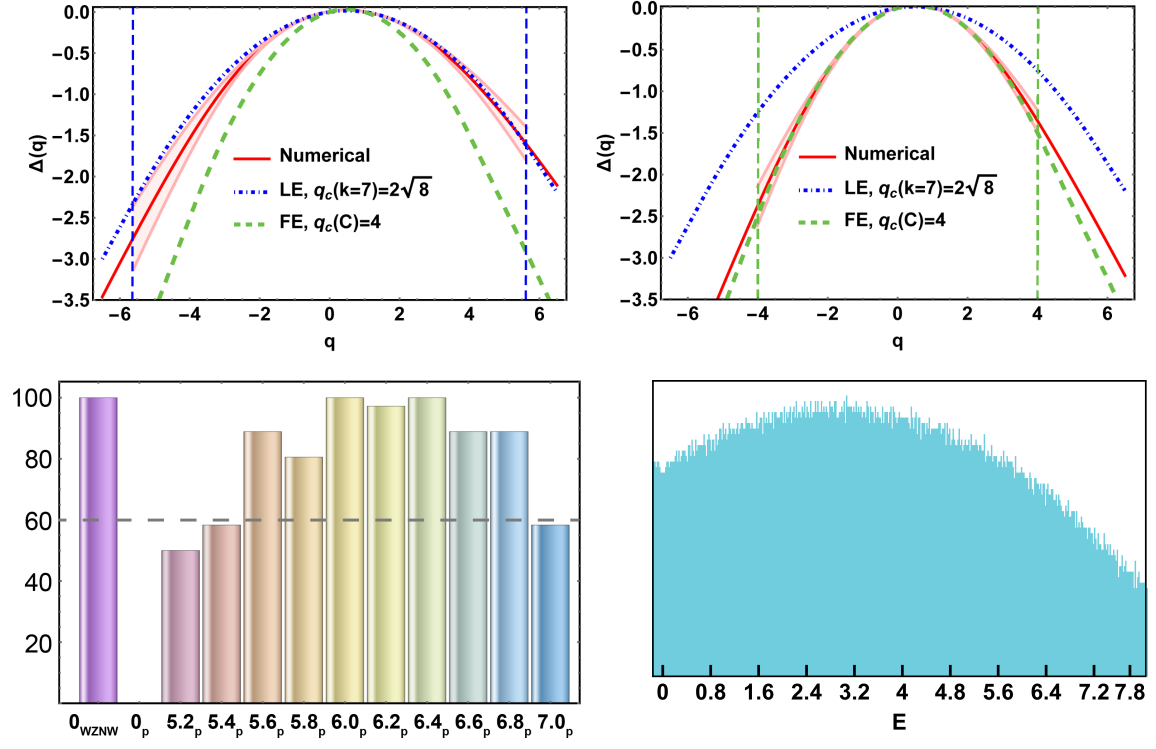 0.0
−0.5
−1.0
−1.5
−2.0
−2.5
−3.0
−3.5
Δ(q)
Numerical
LE, q_c(k=7)=2√8
FE, q_c(C)=4
−6 −4 −2 0 2 4 6
q
0.0
−0.5
−1.0
−1.5
−2.0
−2.5
−3.0
−3.5
Δ(q)
Numerical
LE, q_c(k=7)=2√8
FE, q_c(C)=4
−6 −4 −2 0 2 4 6
q
100
80
60
40
20
0_WZNW 0_p 5.2_p 5.4_p 5.6_p 5.8_p 6.0_p 6.2_p 6.4_p 6.6_p 6.8_p 7.0_p
0 0.8 1.6 2.4 3.2 4 4.8 5.6 6.4 7.2 7.8
E